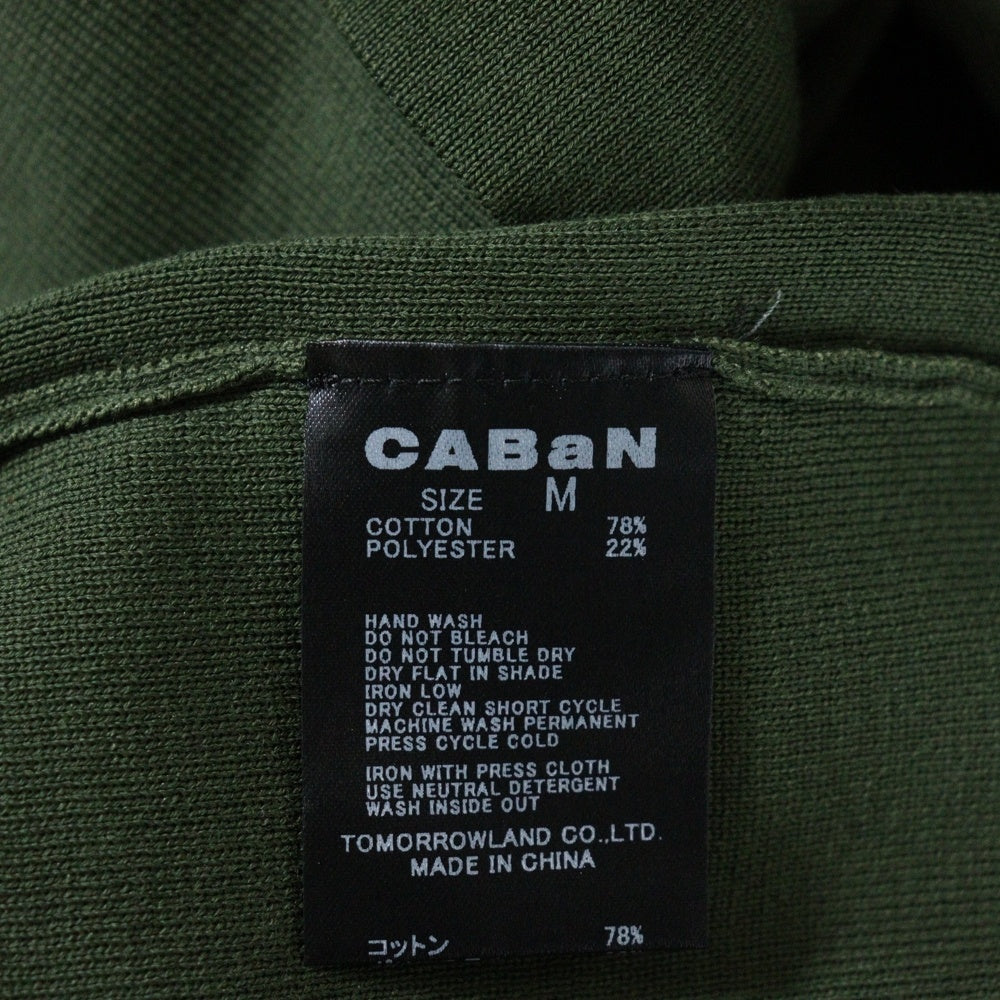 CABaN
SIZE M
COTTON 78%
POLYESTER 22%
HAND WASH
DO NOT BLEACH
DO NOT TUMBLE DRY
DRY FLAT IN SHADE
IRON LOW
DRY CLEAN SHORT CYCLE
MACHINE WASH PERMANENT
PRESS CYCLE COLD
IRON WITH PRESS CLOTH
USE NEUTRAL DETERGENT
WASH INSIDE OUT
TOMORROWLAND CO.,LTD.
MADE IN CHINA
コットン 78%